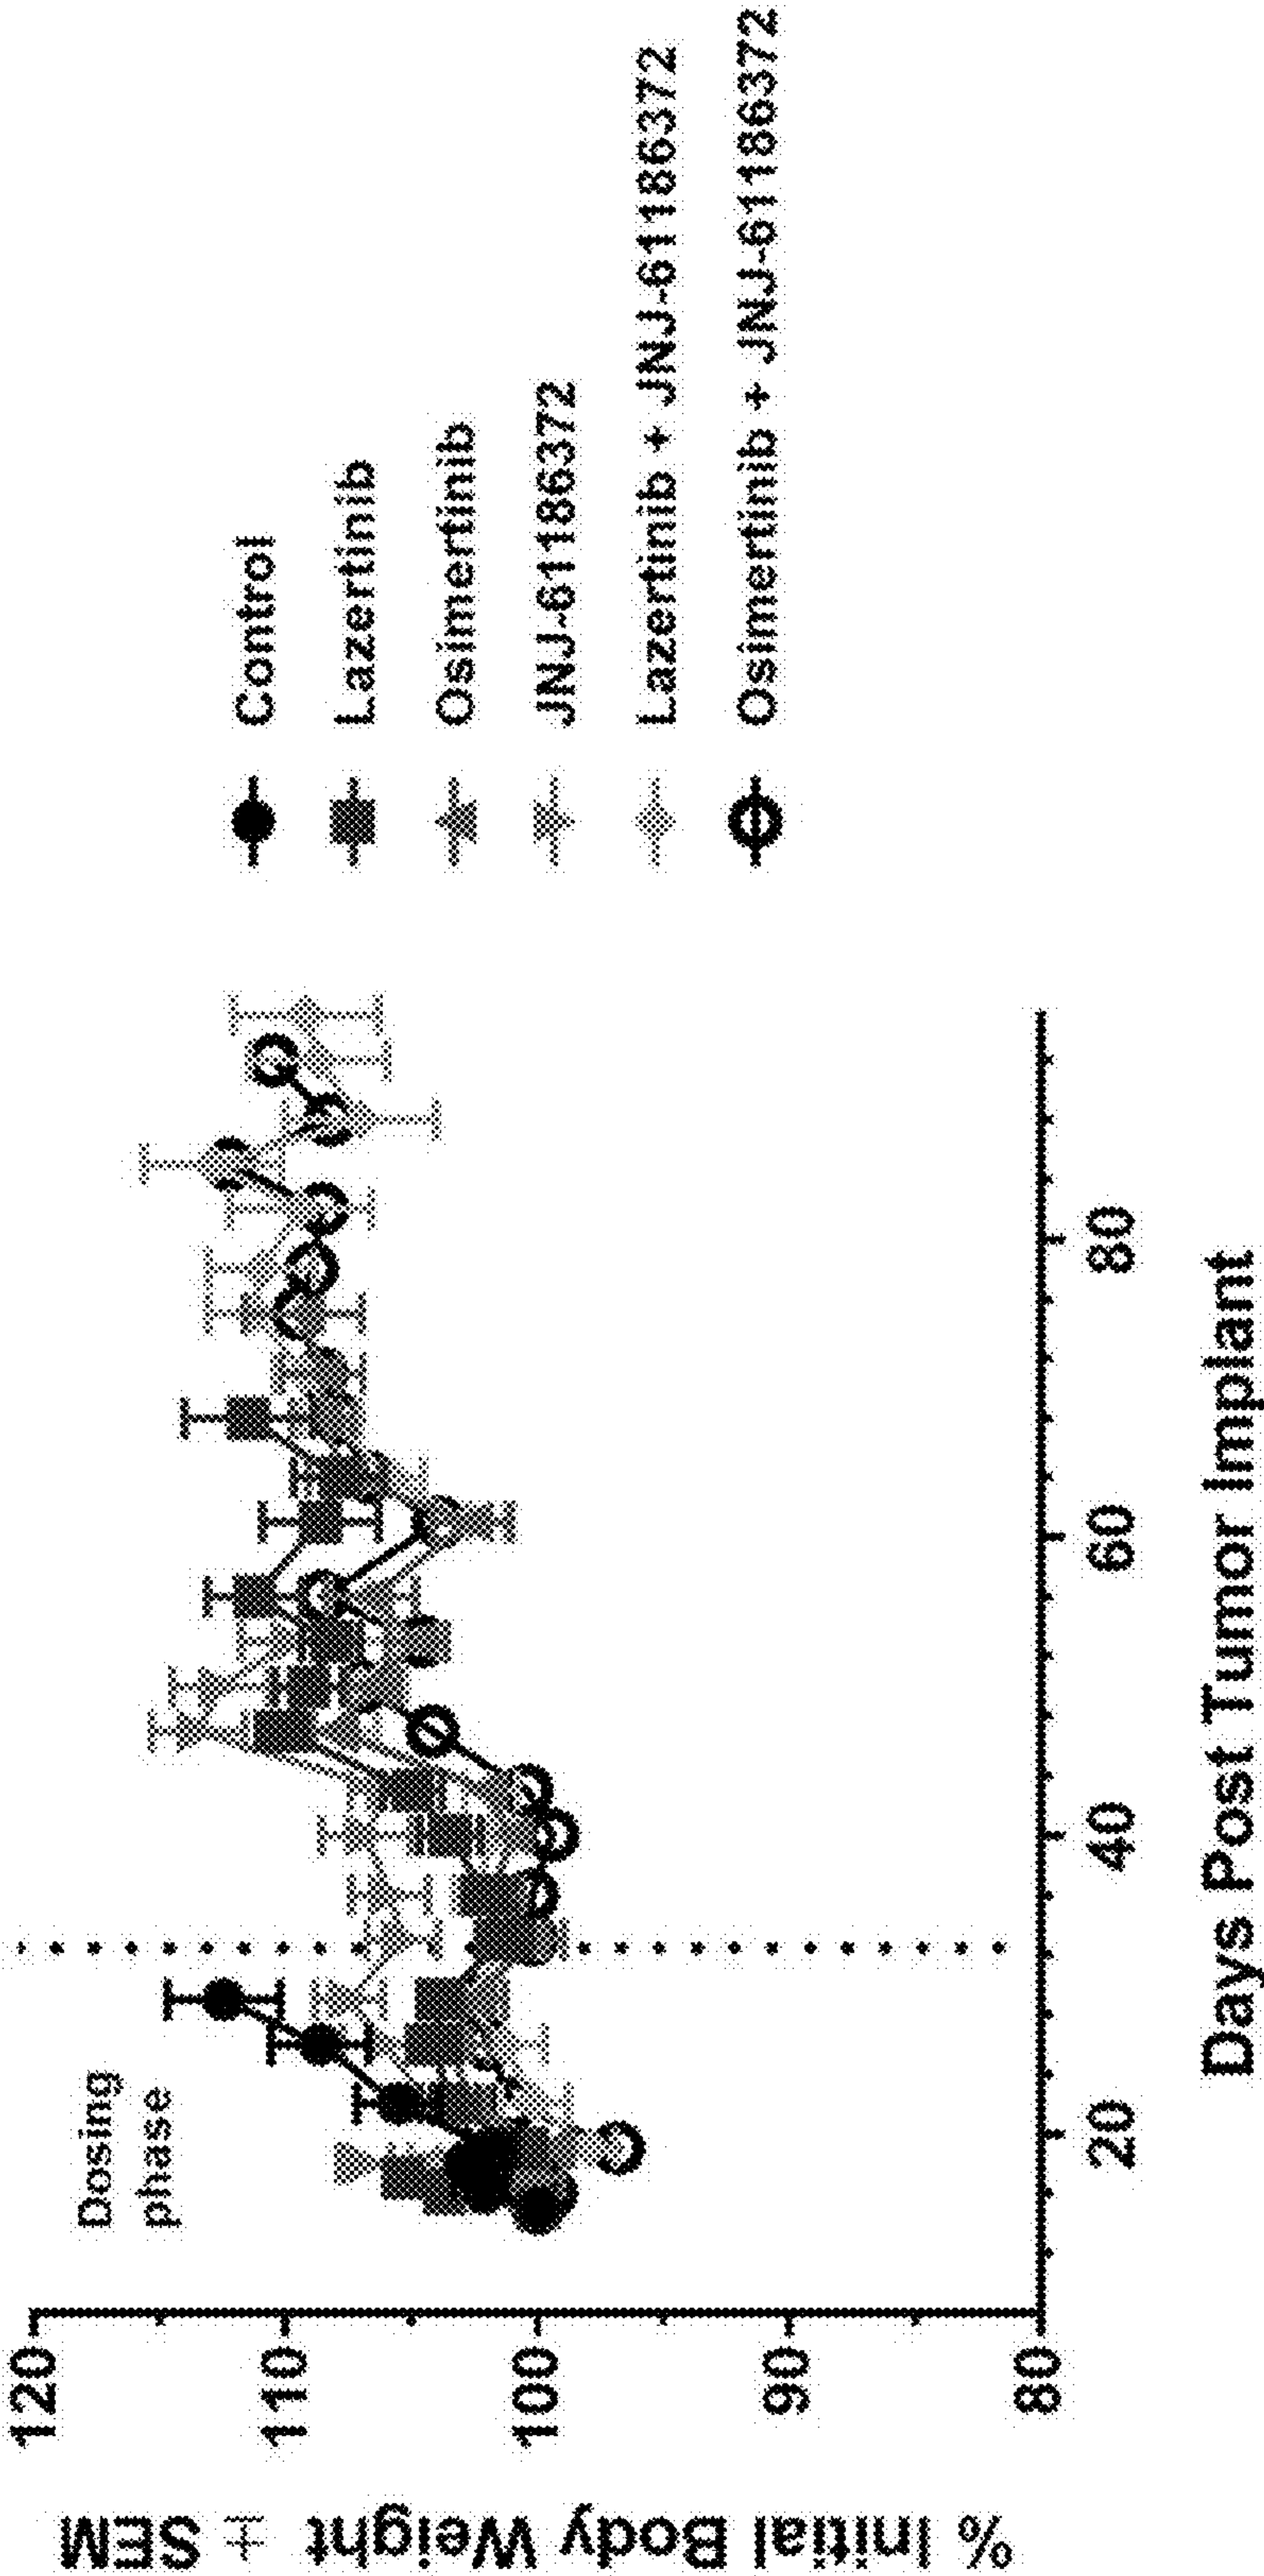 % Initial Body Weight ± SEM
120
110
100
90
80
Dosing
phase
20
40
60
80
Days Post Tumor Implant
Control
Lazertinib
Osimertinib
JNJ-61186372
Lazertinib + JNJ-61186372
Osimertinib + JNJ-61186372